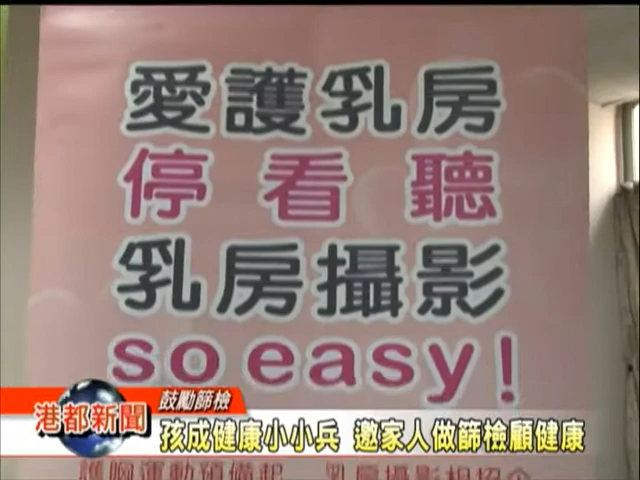 愛護乳房
停看聽
乳房攝影
so easy!
鼓勵篩檢
港都新聞
孩成健康小小兵 邀家人做篩檢顧健康